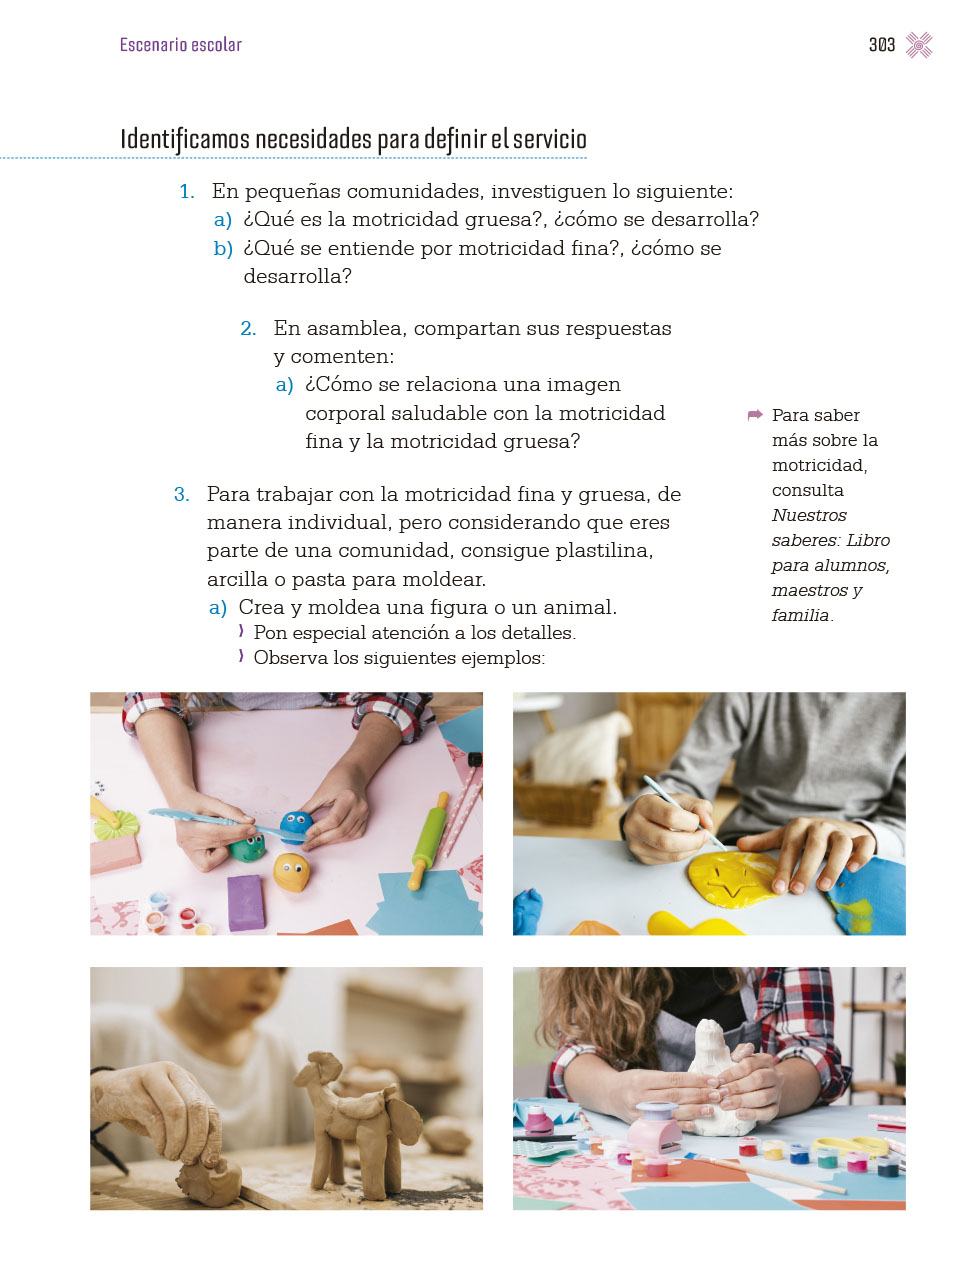 Escenario escolar
303
Identificamos necesidades para definir el servicio
1. En pequeñas comunidades, investiguen lo siguiente:
a) ¿Qué es la motricidad gruesa?, ¿cómo se desarrolla?
b) ¿Qué se entiende por motricidad fina?, ¿cómo se
desarrolla?
2. En asamblea, compartan sus respuestas
y comenten:
a) ¿Cómo se relaciona una imagen
corporal saludable con la motricidad
fina y la motricidad gruesa?
3. Para trabajar con la motricidad fina y gruesa, de
manera individual, pero considerando que eres
parte de una comunidad, consigue plastilina,
arcilla o pasta para moldear.
a) Crea y moldea una figura o un animal.
Pon especial atención a los detalles.
Observa los siguientes ejemplos:
Para saber
más sobre la
motricidad,
consulta
Nuestros
saberes: Libro
para alumnos,
maestros y
familia.